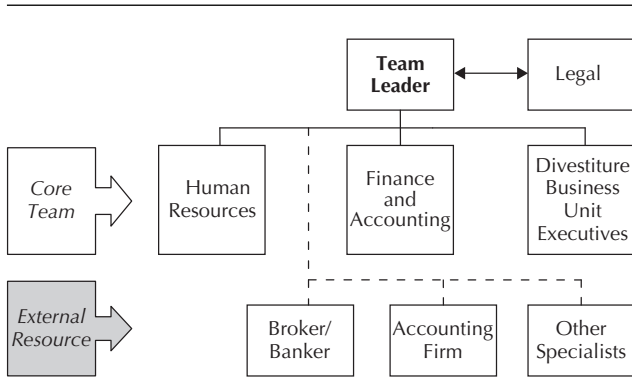 Team
Leader
Legal
Core
Team
Human
Resources
Finance
and
Accounting
Divestiture
Business
Unit
Executives
External
Resource
Broker/
Banker
Accounting
Firm
Other
Specialists